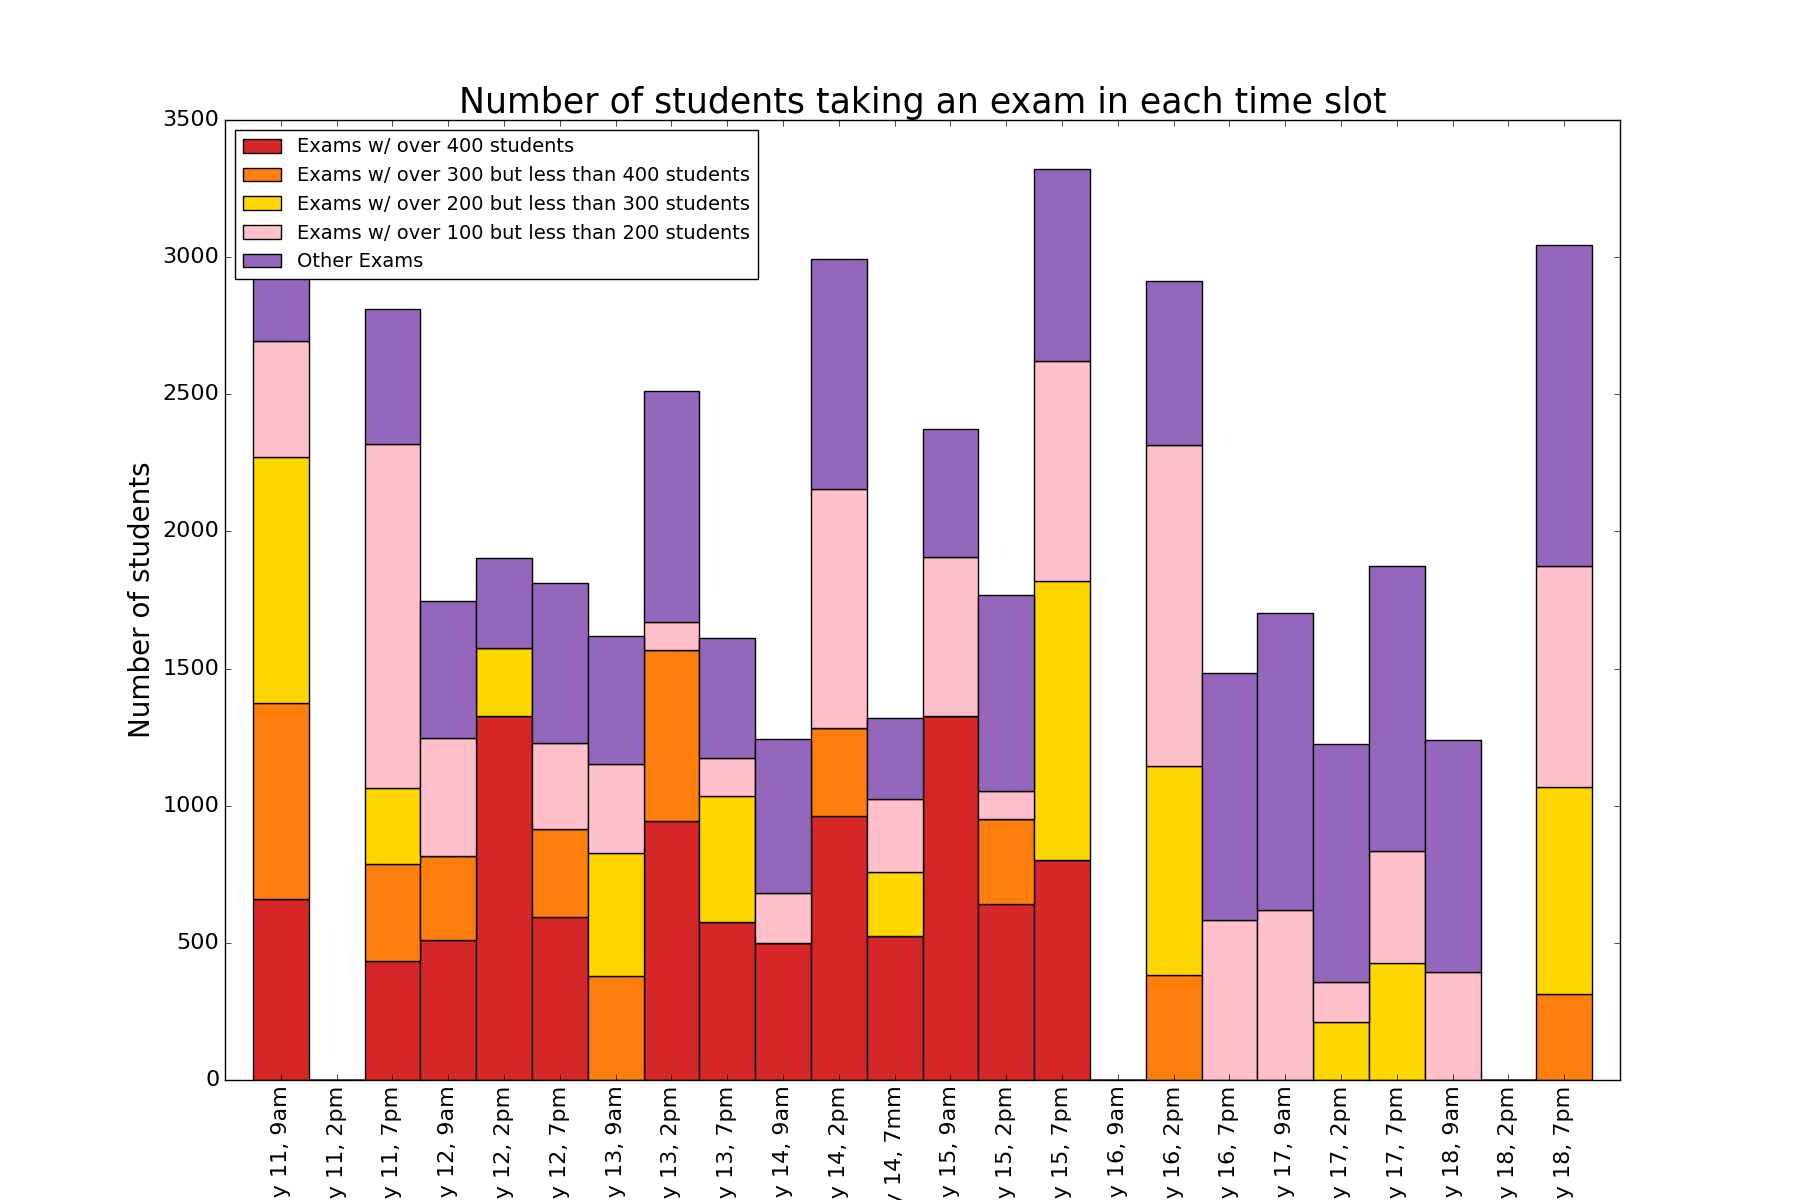 Number of students taking an exam in each time slot
Exams w/ over 400 students
Exams w/ over 300 but less than 400 students
Exams w/ over 200 but less than 300 students
Exams w/ over 100 but less than 200 students
Other Exams
Number of students
3500
3000
2500
2000
1500
1000
500
0
y 11, 9am
y 11, 2pm
y 11, 7pm
y 12, 9am
y 12, 2pm
y 12, 7pm
y 13, 9am
y 13, 2pm
y 13, 7pm
y 14, 9am
y 14, 2pm
y 14, 7mm
y 15, 9am
y 15, 2pm
y 15, 7pm
y 16, 9am
y 16, 2pm
y 16, 7pm
y 17, 9am
y 17, 2pm
y 17, 7pm
y 18, 9am
y 18, 2pm
y 18, 7pm